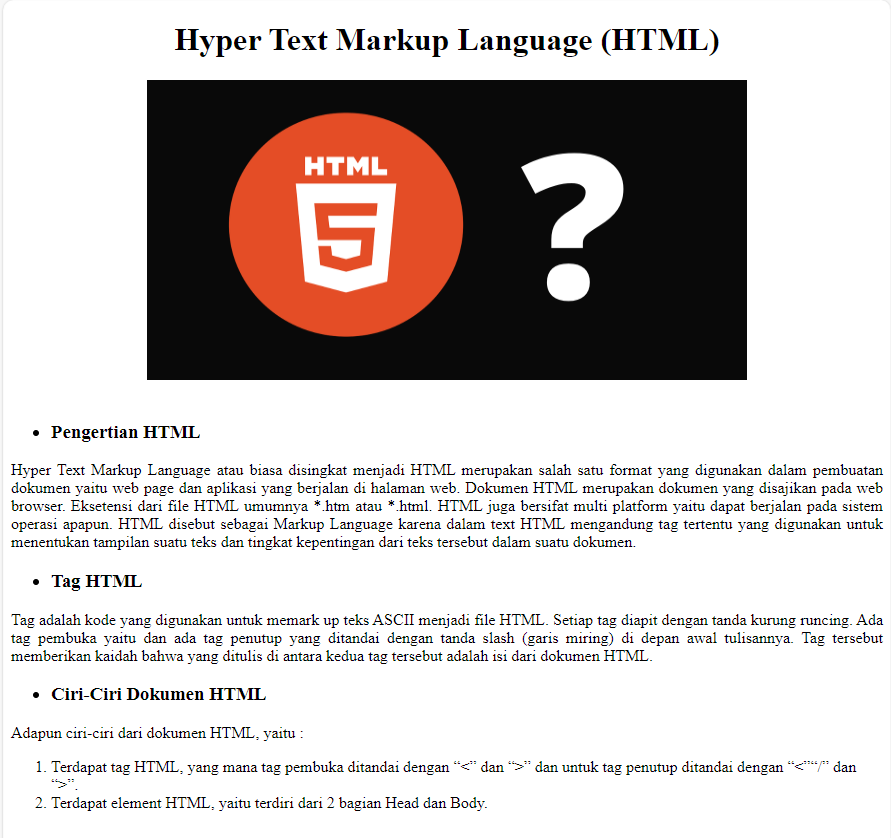 Hyper Text Markup Language (HTML)
HTML
5
?
• Pengertian HTML
Hyper Text Markup Language atau biasa disingkat menjadi HTML merupakan salah satu format yang digunakan dalam pembuatan
dokumen yaitu web page dan aplikasi yang berjalan di halaman web. Dokumen HTML merupakan dokumen yang disajikan pada web
browser. Eksetensi dari file HTML umumnya *.htm atau *.html. HTML juga bersifat multi platform yaitu dapat berjalan pada sistem
operasi apapun. HTML disebut sebagai Markup Language karena dalam text HTML mengandung tag tertentu yang digunakan untuk
menentukan tampilan suatu teks dan tingkat kepentingan dari teks tersebut dalam suatu dokumen.
• Tag HTML
Tag adalah kode yang digunakan untuk memark up teks ASCII menjadi file HTML. Setiap tag diapit dengan tanda kurung runcing. Ada
tag pembuka yaitu dan ada tag penutup yang ditandai dengan tanda slash (garis miring) di depan awal tulisannya. Tag tersebut
memberikan kaidah bahwa yang ditulis di antara kedua tag tersebut adalah isi dari dokumen HTML.
• Ciri-Ciri Dokumen HTML
Adapun ciri-ciri dari dokumen HTML, yaitu :
1. Terdapat tag HTML, yang mana tag pembuka ditandai dengan “<” dan “>” dan untuk tag penutup ditandai dengan “<”“/” dan
“>”.
2. Terdapat element HTML, yaitu terdiri dari 2 bagian Head dan Body.